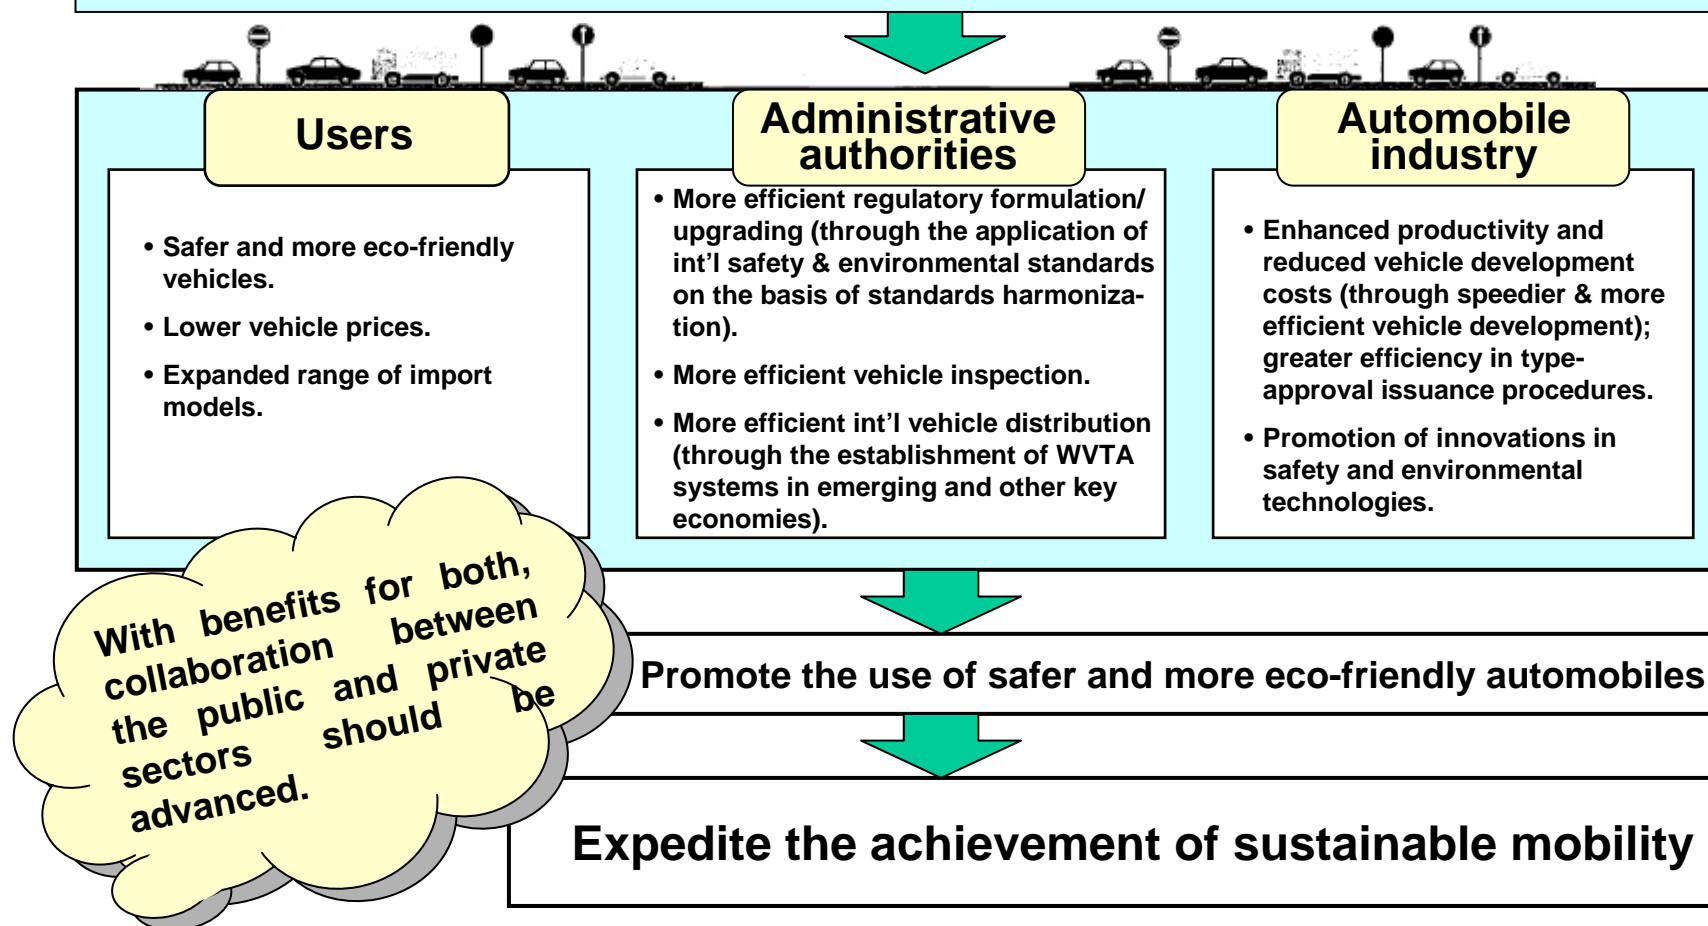 Users
• Safer and more eco-friendly
vehicles.
• Lower vehicle prices.
• Expanded range of import
models.
Administrative
authorities
• More efficient regulatory formulation/
upgrading (through the application of
int'l safety & environmental standards
on the basis of standards harmoniza-
tion).
• More efficient vehicle inspection.
• More efficient int'l vehicle distribution
(through the establishment of WVTA
systems in emerging and other key
economies).
Automobile
industry
• Enhanced productivity and
reduced vehicle development
costs (through speedier & more
efficient vehicle development);
greater efficiency in type-
approval issuance procedures.
• Promotion of innovations in
safety and environmental
technologies.
With benefits for both,
collaboration between
the public and private
sectors should be
advanced.
Promote the use of safer and more eco-friendly automobiles
Expedite the achievement of sustainable mobility